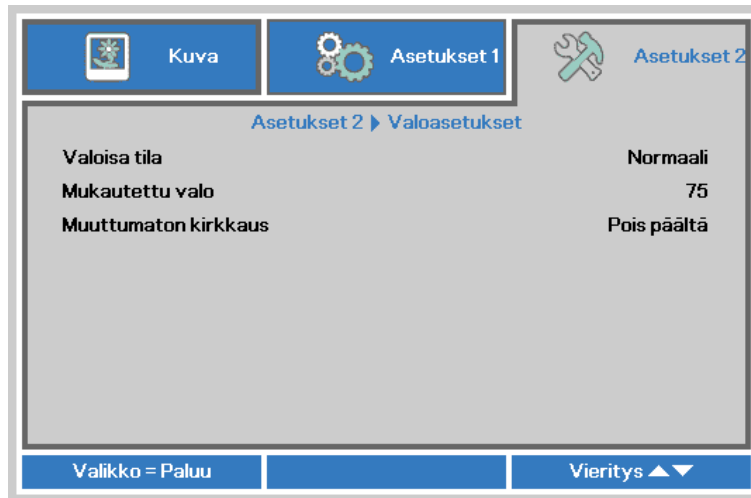 Kuva
Asetukset 1
Asetukset 2
Asetukset 2 ▶ Valoasetukset
Valoisa tila Normaali
Mukautettu valo 75
Muuttumaton kirkkaus Pois päältä
Valikko = Paluu
Vieritys ▲▼